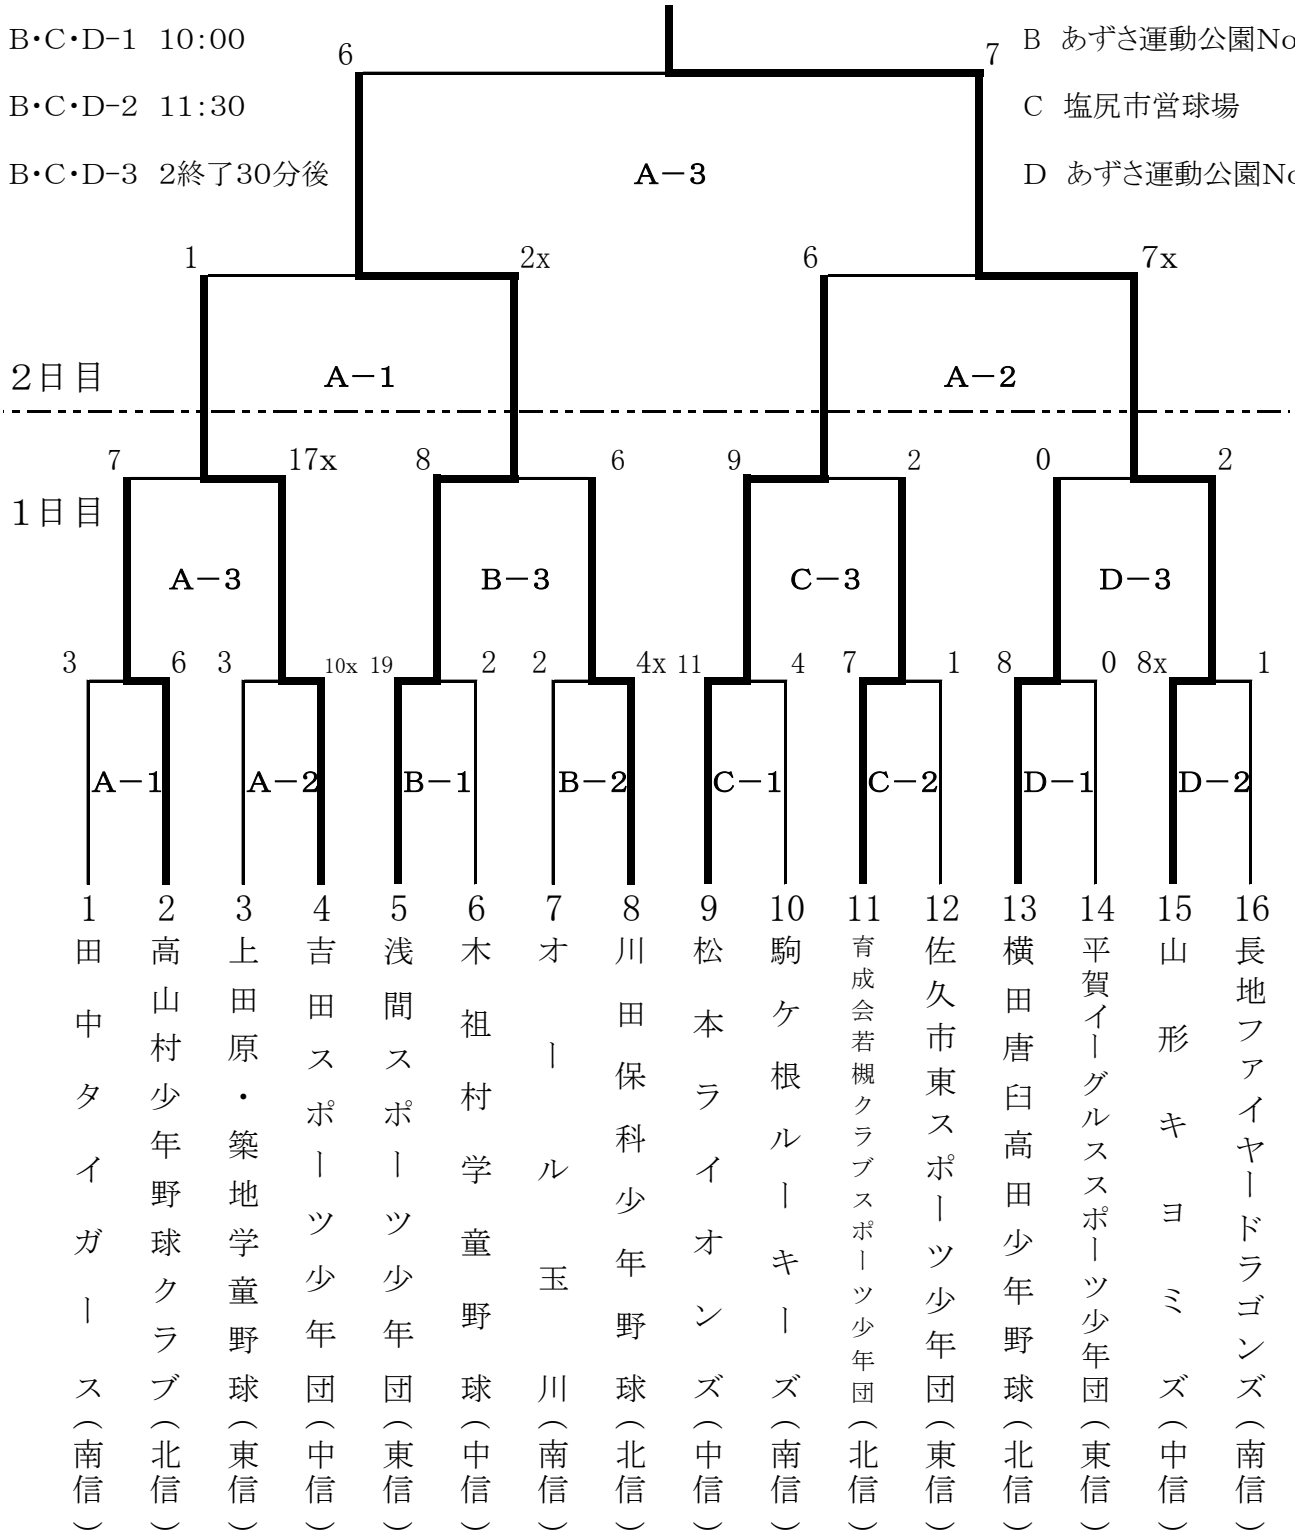 B・C・D-1 10:00
B・C・D-2 11:30
B・C・D-3 2終了30分後
B あずさ運動公園No
C 塩尻市営球場
D あずさ運動公園No
6
7
A－3
1
2x
6
7x
2日目
A－1
A－2
7
17x
8
6
9
2
0
2
1日目
A－3
B－3
C－3
D－3
3
6
3
10x
19
2
2
4x
11
4
7
1
8
0
8x
1
A－1
A－2
B－1
B－2
C－1
C－2
D－1
D－2
1
2
3
4
5
6
7
8
9
10
11
12
13
14
15
16
田中タイガース(南信)
高山村少年野球クラブ(北信)
上田原・築地学童野球(東信)
吉田スポーツ少年団(中信)
浅間スポーツ少年団(東信)
木祖村学童野球(中信)
オール玉川(南信)
川田保科少年野球(北信)
松本ライオンズ(中信)
駒ケ根ルーキーズ(南信)
育成会若槻クラブスポーツ少年団(北信)
佐久市東スポーツ少年団(東信)
横田唐臼高田少年野球(北信)
平賀イーグルススポーツ少年団(東信)
山形キヨミズ(中信)
長地ファイヤードラゴンズ(南信)